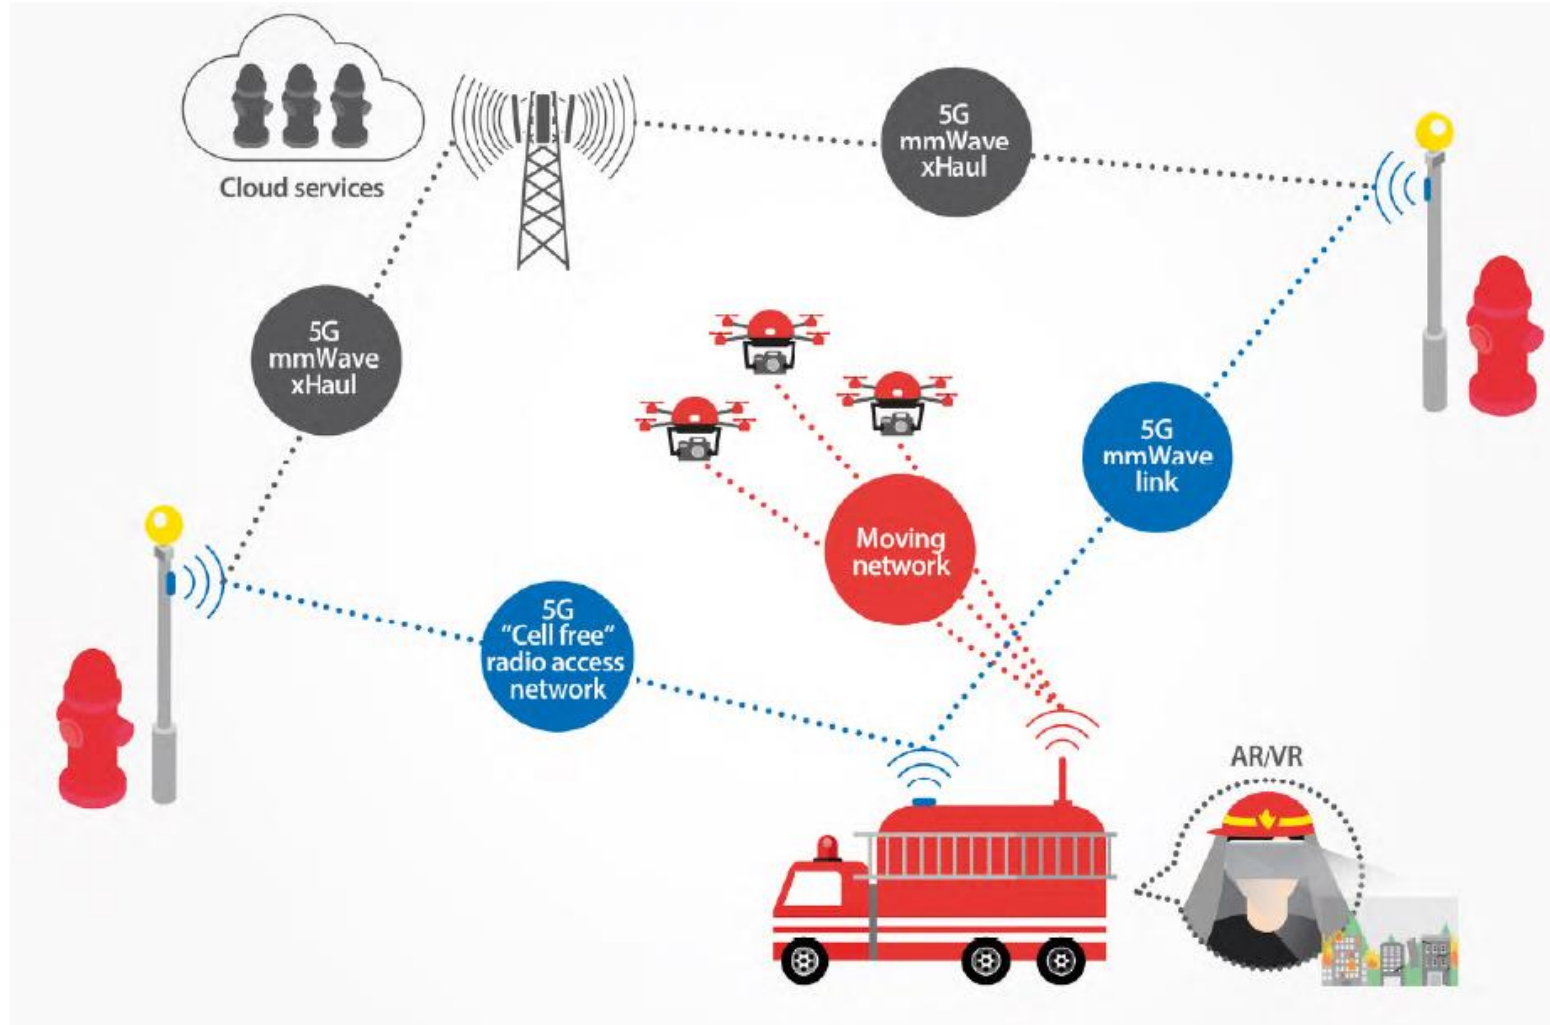 Cloud services
5G
mmWave
xHaul
5G
mmWave
xHaul
5G
mmWave
link
Moving
network
5G
“Cell free“
radio access
network
AR/VR